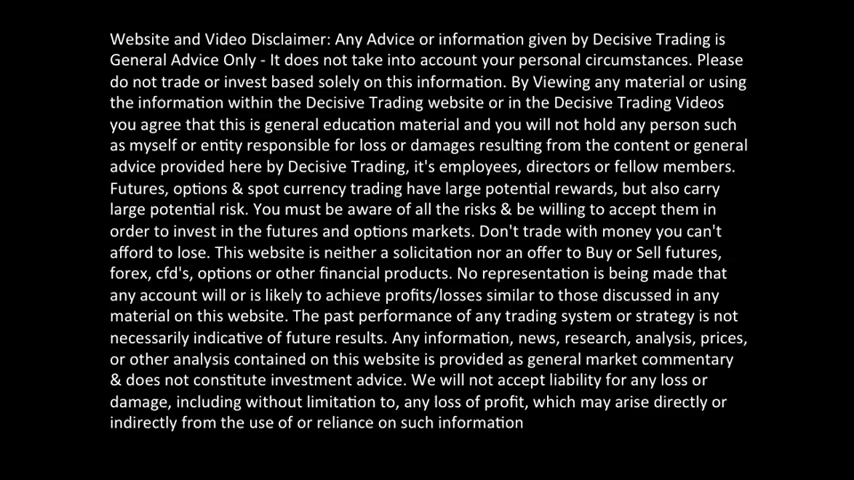 Website and Video Disclaimer: Any Advice or information given by Decisive Trading is
General Advice Only - It does not take into account your personal circumstances. Please
do not trade or invest based solely on this information. By Viewing any material or using
the information within the Decisive Trading website or in the Decisive Trading Videos
you agree that this is general education material and you will not hold any person such
as myself or entity responsible for loss or damages resulting from the content or general
advice provided here by Decisive Trading, it's employees, directors or fellow members.
Futures, options & spot currency trading have large potential rewards, but also carry
large potential risk. You must be aware of all the risks & be willing to accept them in
order to invest in the futures and options markets. Don't trade with money you can't
afford to lose. This website is neither a solicitation nor an offer to Buy or Sell futures,
forex, cfd's, options or other financial products. No representation is being made that
any account will or is likely to achieve profits/losses similar to those discussed in any
material on this website. The past performance of any trading system or strategy is not
necessarily indicative of future results. Any information, news, research, analysis, prices,
or other analysis contained on this website is provided as general market commentary
& does not constitute investment advice. We will not accept liability for any loss or
damage, including without limitation to, any loss of profit, which may arise directly or
indirectly from the use of or reliance on such information